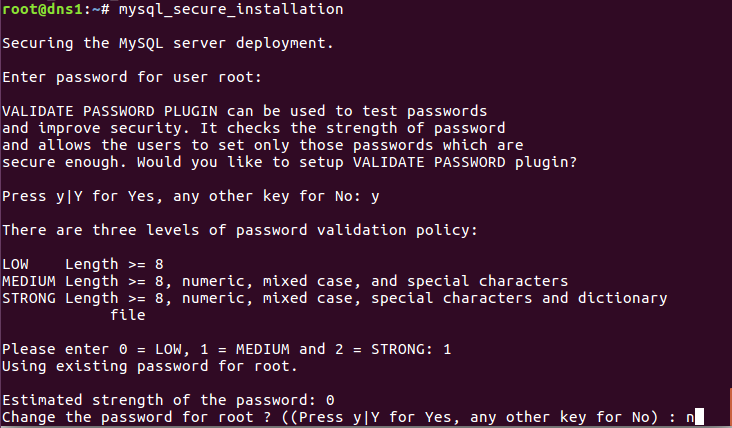 root@dns1:~# mysql_secure_installation
Securing the MySQL server deployment.
Enter password for user root:
VALIDATE PASSWORD PLUGIN can be used to test passwords
and improve security. It checks the strength of password
and allows the users to set only those passwords which are
secure enough. Would you like to setup VALIDATE PASSWORD plugin?
Press y|Y for Yes, any other key for No: y
There are three levels of password validation policy:
LOW    Length >= 8
MEDIUM Length >= 8, numeric, mixed case, and special characters
STRONG Length >= 8, numeric, mixed case, special characters and dictionary
            file
Please enter 0 = LOW, 1 = MEDIUM and 2 = STRONG: 1
Using existing password for root.
Estimated strength of the password: 0
Change the password for root ? ((Press y|Y for Yes, any other key for No) : n